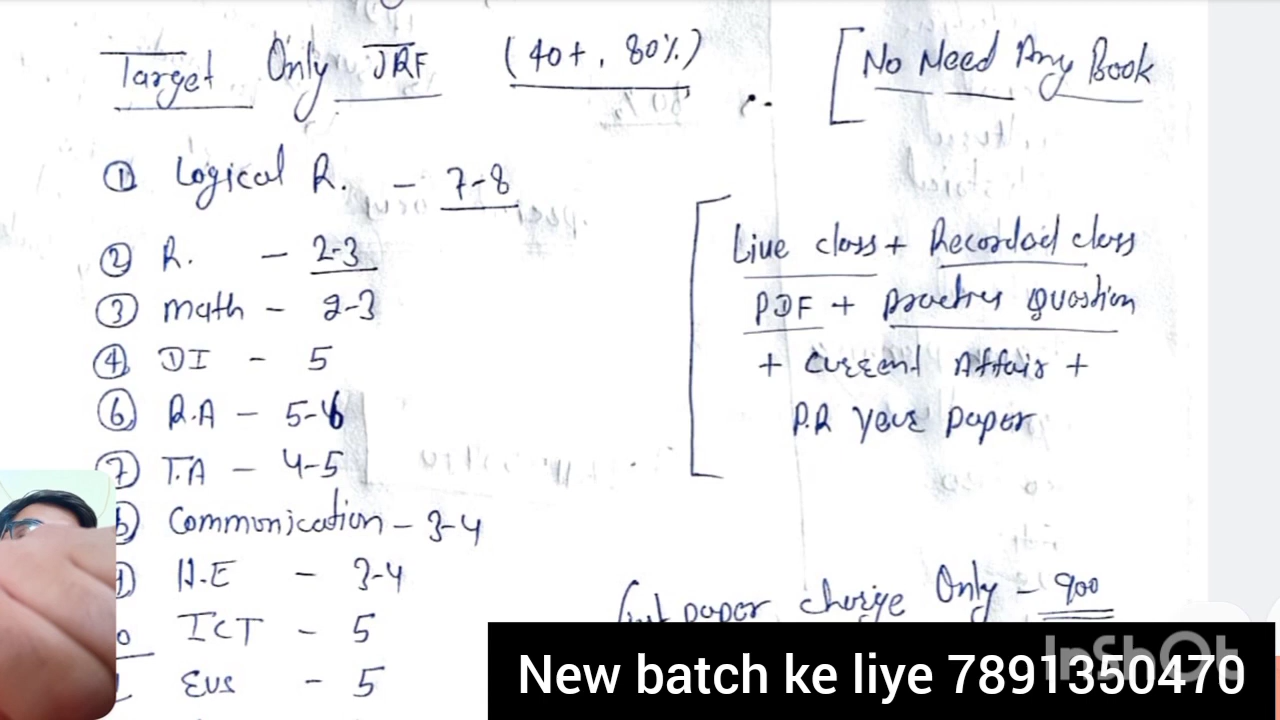 Target Only JRF (40+, 80%)
[No Need Any Book
① Logical R. - 7-8
② R. - 2-3
③ math - 2-3
④ DI - 5
⑥ R.A - 5-6
⑦ T.A - 4-5
Communication - 3-4
H.E - 3-4
ICT - 5
EVS - 5
Live class + Recorded class
PDF + Question
+ Current Affair +
P.R Year paper
paper charge Only - 900
InShOt
New batch ke liye 7891350470